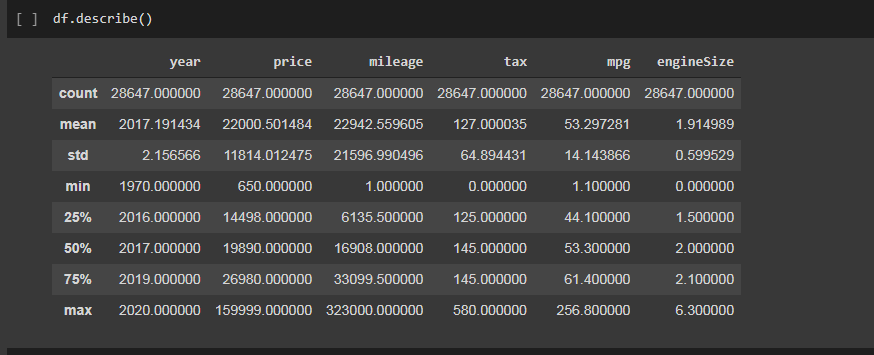 [ ] df.describe()
year price mileage tax mpg engineSize
count 28647.000000 28647.000000 28647.000000 28647.000000 28647.000000 28647.000000
mean 2017.191434 22000.501484 22942.559605 127.000035 53.297281 1.914989
std 2.156566 11814.012475 21596.990496 64.894431 14.143866 0.599529
min 1970.000000 650.000000 1.000000 0.000000 1.100000 0.000000
25% 2016.000000 14498.000000 6135.500000 125.000000 44.100000 1.500000
50% 2017.000000 19890.000000 16908.000000 145.000000 53.300000 2.000000
75% 2019.000000 26980.000000 33099.500000 145.000000 61.400000 2.100000
max 2020.000000 159999.000000 323000.000000 580.000000 256.800000 6.300000